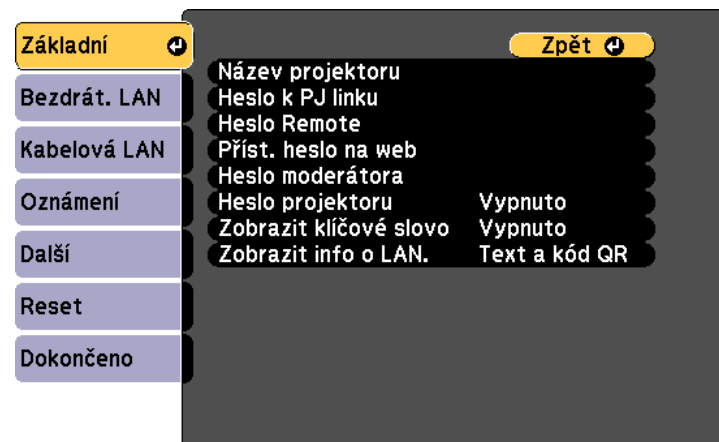 Základní
Bezdrát. LAN
Kabelová LAN
Oznámení
Další
Reset
Dokončeno
Zpět
Název projektoru
Heslo k PJ linku
Heslo Remote
Příst. heslo na web
Heslo moderátora
Heslo projektoru Vypnuto
Zobrazit klíčové slovo Vypnuto
Zobrazit info o LAN. Text a kód QR